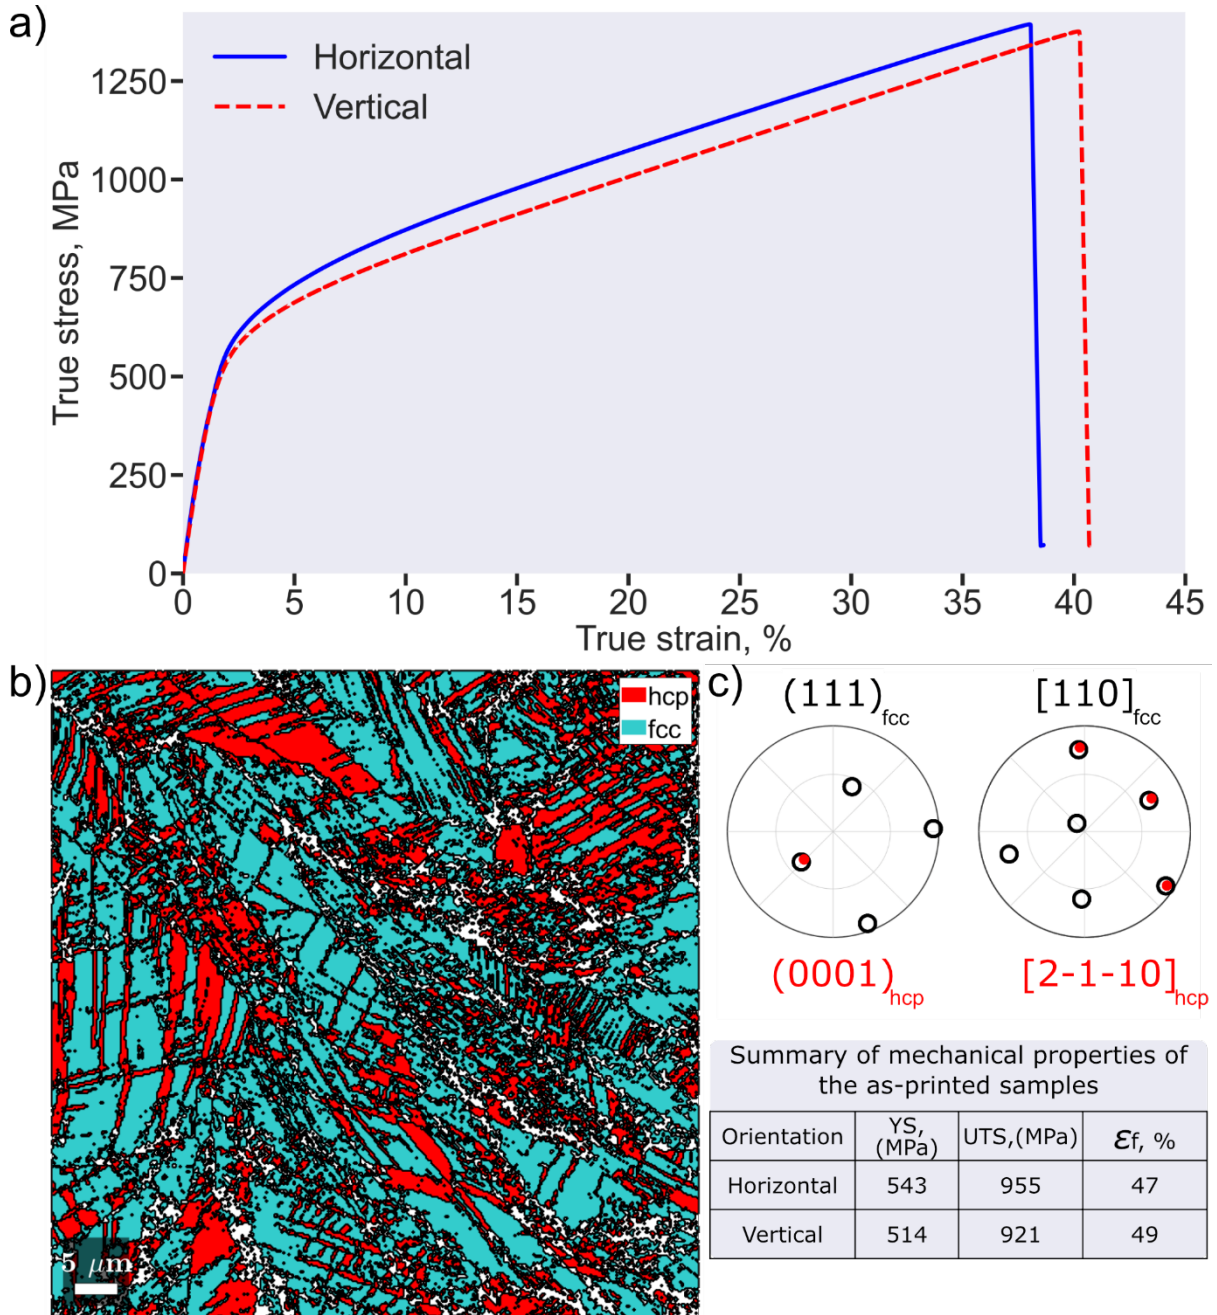 a)
Horizontal
Vertical
True stress, MPa
1250
1000
750
500
250
0
0 5 10 15 20 25 30 35 40 45
True strain, %
b)
hcp
fcc
5 μm
c)
(111)fcc
[110]fcc
(0001)hcp
[2-1-10]hcp
Summary of mechanical properties of
the as-printed samples
Orientation YS, (MPa) UTS,(MPa) Ɛf, %
Horizontal 543 955 47
Vertical 514 921 49